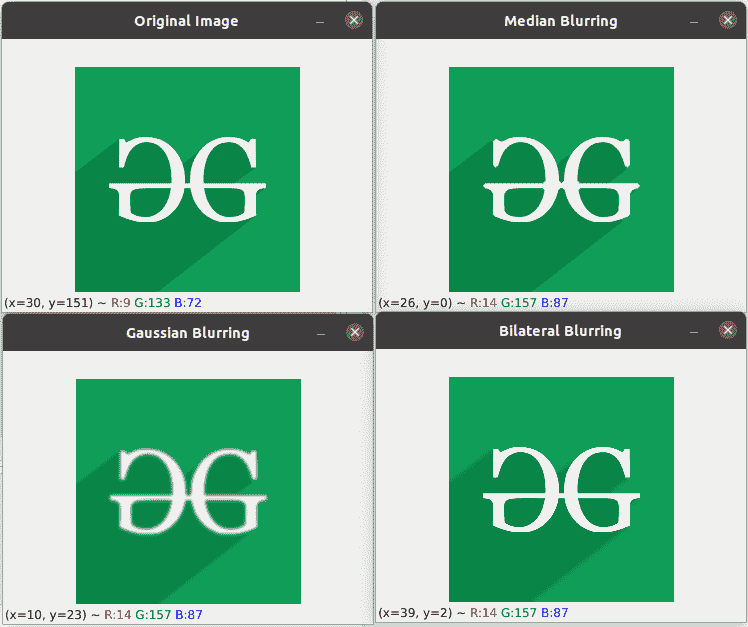 Original Image
(x=30, y=151) ~ R:9 G:133 B:72
Median Blurring
(x=26, y=0) ~ R:14 G:157 B:87
Gaussian Blurring
(x=10, y=23) ~ R:14 G:157 B:87
Bilateral Blurring
(x=39, y=2) ~ R:14 G:157 B:87